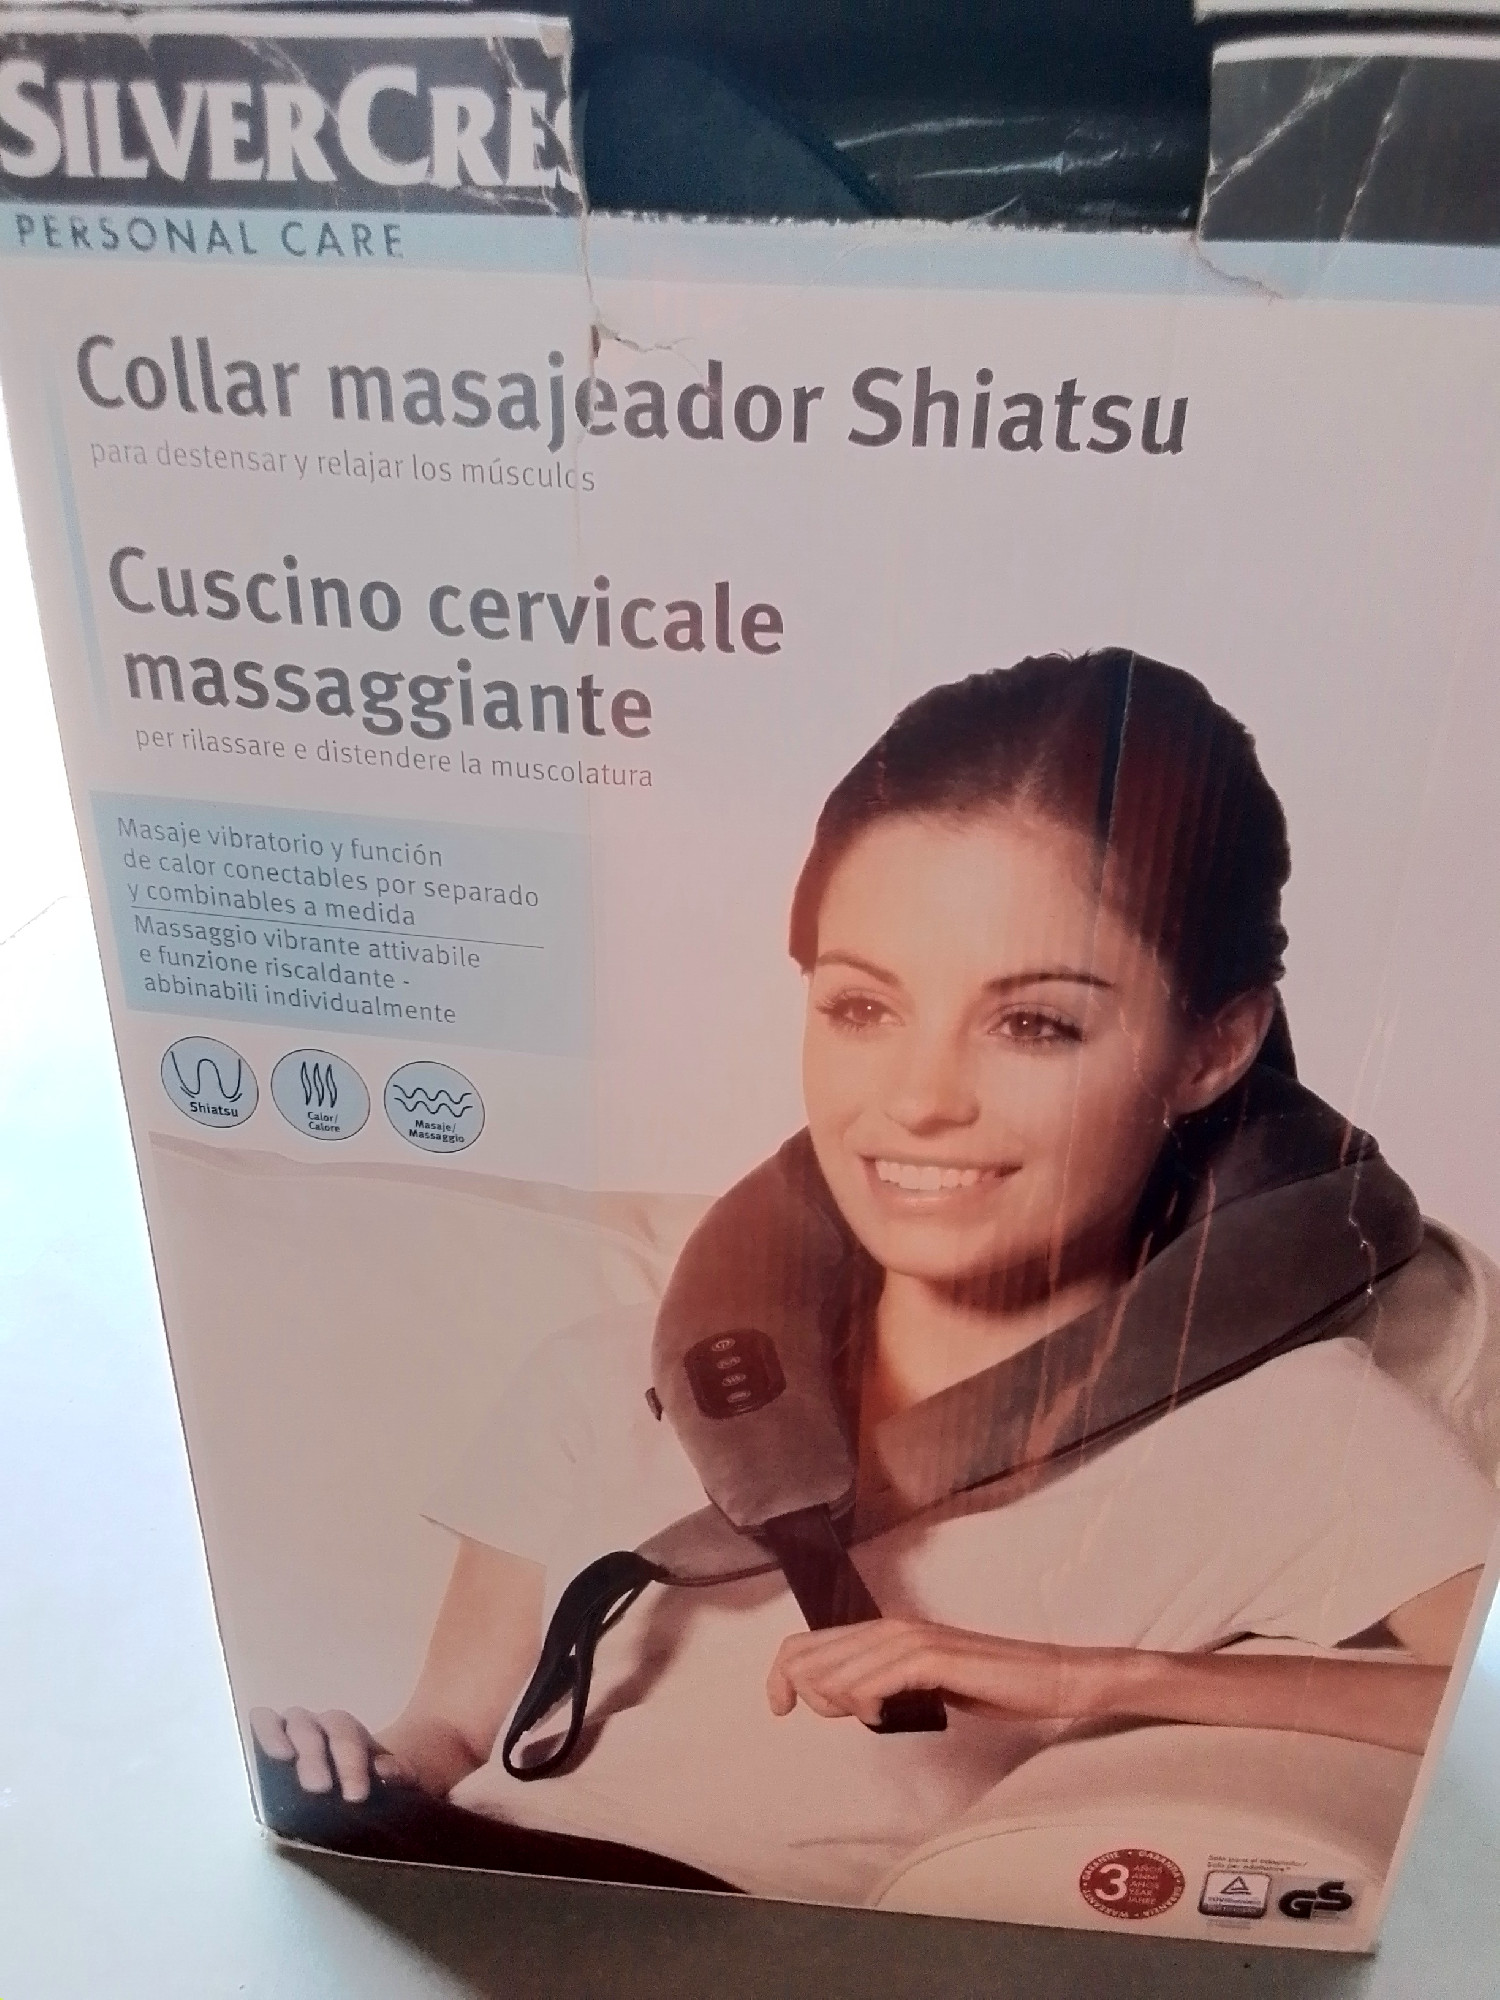 SILVERCRES
PERSONAL CARE
Collar masajeador Shiatsu
para destensar y relajar los músculos
Cuscino cervicale
massaggiante
per rilassare e distendere la muscolatura
Masaje vibratorio y función
de calor conectables por separado
y combinables a medida
Massaggio vibrante attivabile
e funzione riscaldante -
abbinabili individualmente
Shiatsu
Calor/
Calore
Masaje/
Massaggio
3
GS